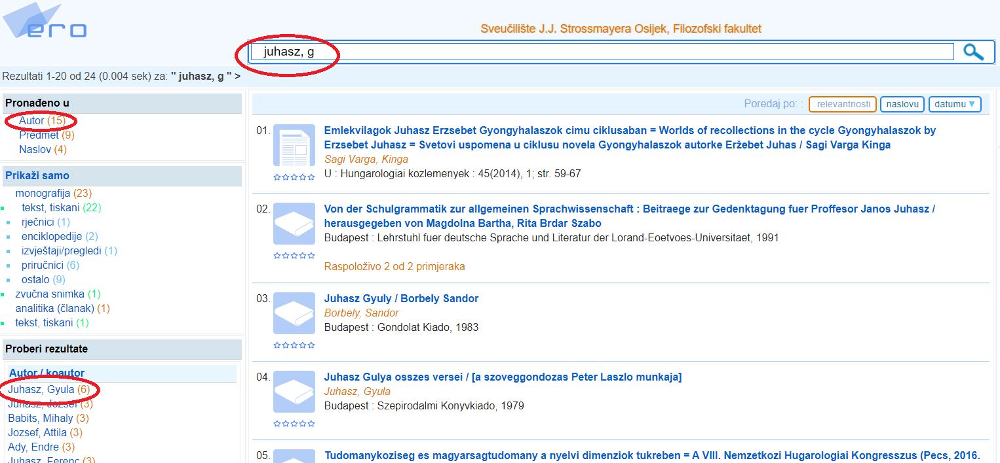 ero
Sveučilište J.J. Strossmayera Osijek, Filozofski fakultet
juhasz, g
Rezultati 1-20 od 24 (0.004 sek) za: " juhasz, g " >
Pronađeno u
Autor (15)
Predmet (9)
Naslov (4)
Prikaži samo
monografija (23)
tekst, tiskani (22)
rječnici (1)
enciklopedije (2)
izvještaji/pregledi (1)
priručnici (6)
ostalo (9)
zvučna snimka (1)
analitika (članak) (1)
tekst, tiskani (1)
Proberi rezultate
Autor / koautor
Juhasz, Gyula (6)
Juhasz, Jozsef (3)
Babits, Mihaly (3)
Jozsef, Attila (3)
Ady, Endre (3)
Juhasz, Ferenc (3)
Poredaj po: :
relevantnosti
naslovu
datumu ▼
01.
Emlekvilagok Juhasz Erzsebet Gyongyhalaszok cimu ciklusaban = Worlds of recollections in the cycle Gyongyhalaszok by
Erzsebet Juhasz = Svetovi uspomena u ciklusu novela Gyongyhalaszok autorke Eržebet Juhas / Sagi Varga Kinga
Sagi Varga, Kinga
U : Hungarologiai kozlemenyek : 45(2014), 1; str. 59-67
02.
Von der Schulgrammatik zur allgemeinen Sprachwissenschaft : Beitraege zur Gedenktagung fuer Proffesor Janos Juhasz /
herausgegeben von Magdolna Bartha, Rita Brdar Szabo
Budapest : Lehrstuhl fuer deutsche Sprache und Literatur der Lorand-Eoetvoes-Universitaet, 1991
Raspoloživo 2 od 2 primjeraka
03.
Juhasz Gyuly / Borbely Sandor
Borbely, Sandor
Budapest : Gondolat Kiado, 1983
04.
Juhasz Gulya osszes versei / [a szoveggondozas Peter Laszlo munkaja]
Juhasz, Gyula
Budapest : Szepirodalmi Konyvkiado, 1979
05.
Tudomanykoziseg es magyarsagtudomany a nyelvi dimenziok tukreben = A VIII. Nemzetkozi Hugarologiai Kongresszus (Pecs, 2016.